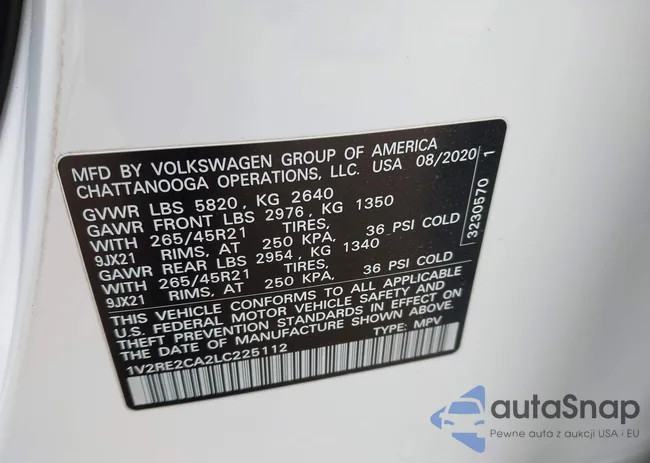 MFD BY VOLKSWAGEN GROUP OF AMERICA
CHATTANOOGA OPERATIONS, LLC. USA 08/2020
GVWR LBS 5820 , KG 2640
GAWR FRONT LBS 2976 , KG 1350
WITH 265/45R21 TIRES,
9JX21 RIMS, AT 250 KPA, 36 PSI COLD
GAWR REAR LBS 2954 , KG 1340
WITH 265/45R21 TIRES,
9JX21 RIMS, AT 250 KPA, 36 PSI COLD
THIS VEHICLE CONFORMS TO ALL APPLICABLE
U.S. FEDERAL MOTOR VEHICLE SAFETY AND
THEFT PREVENTION STANDARDS IN EFFECT ON
THE DATE OF MANUFACTURE SHOWN ABOVE.
1V2RE2CA2LC225112 TYPE: MPV
3230570 1
autaSnap
Pewne auta z aukcji USA i EU